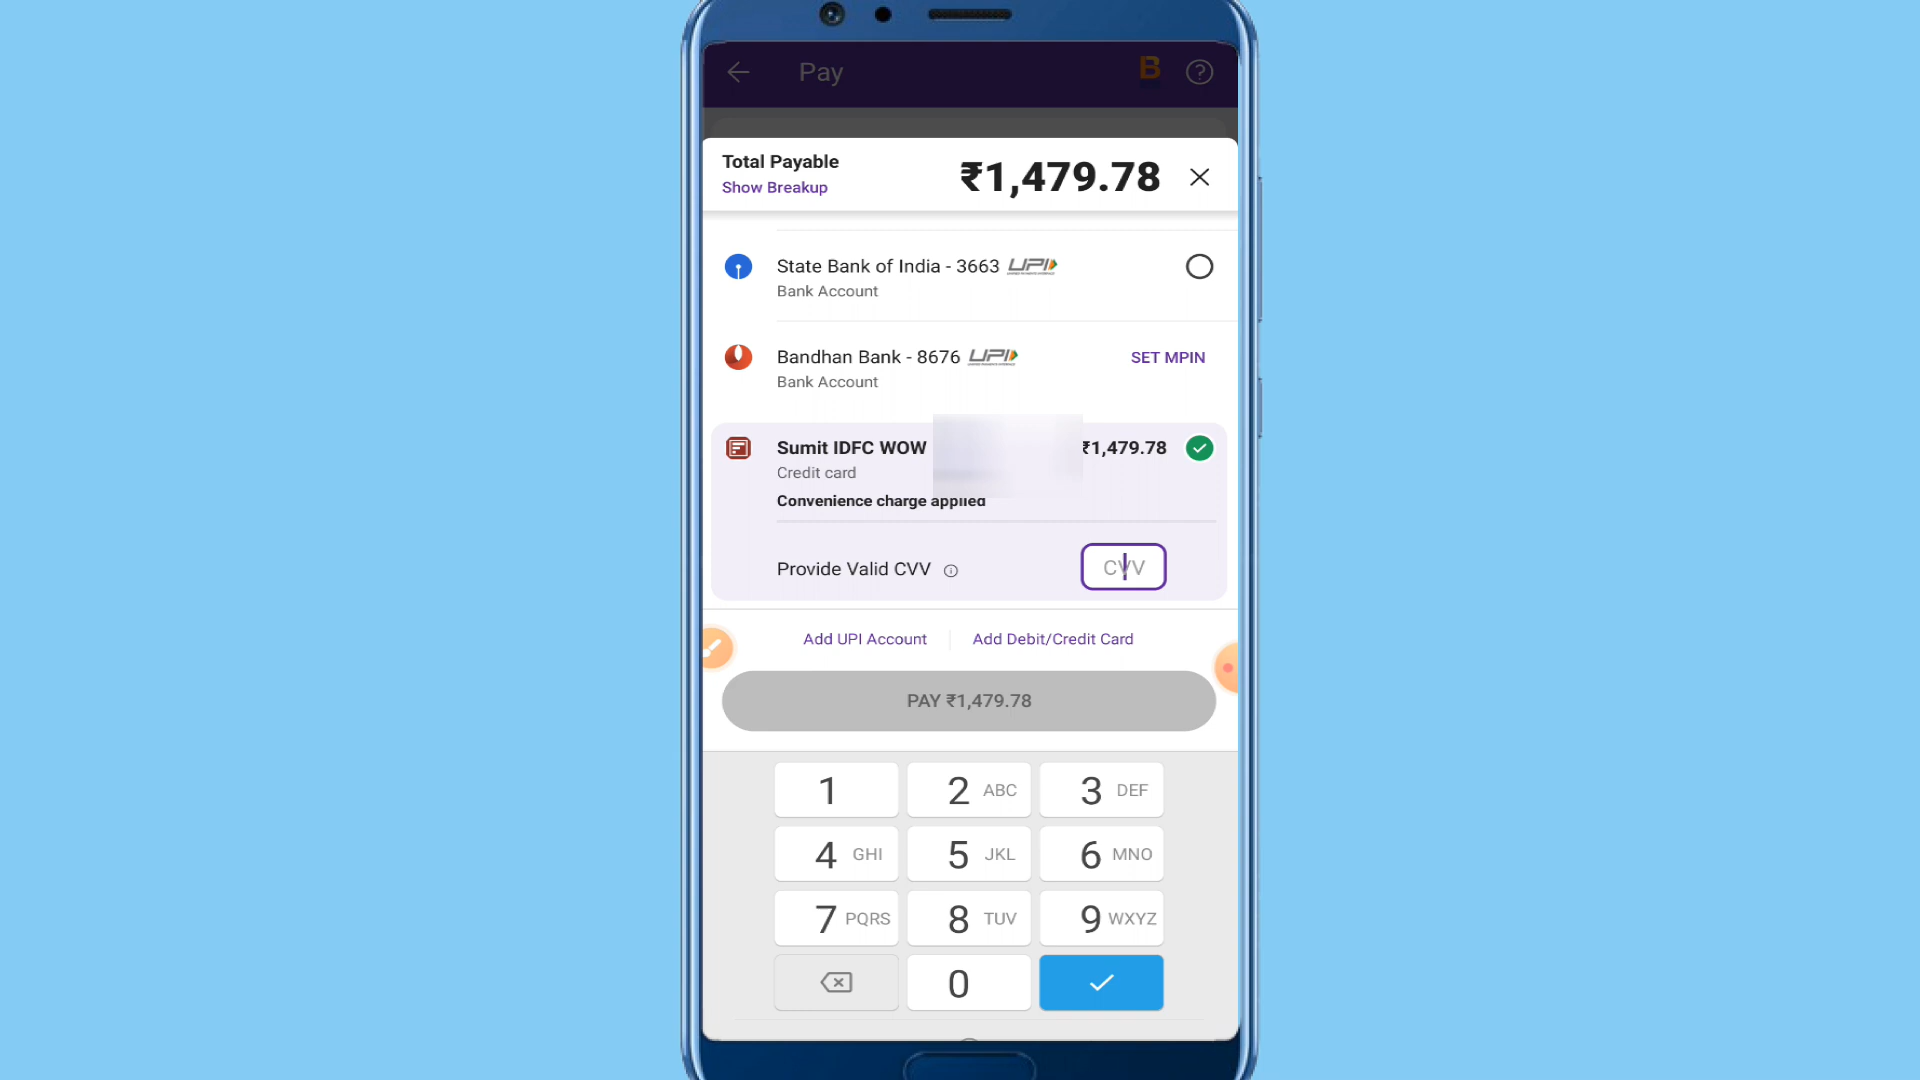 Pay
B
Total Payable
₹1,479.78
Show Breakup
State Bank of India - 3663 UPI
Bank Account
Bandhan Bank - 8676 UPI
SET MPIN
Bank Account
Sumit IDFC WOW
₹1,479.78
Credit card
Convenience charge applied
Provide Valid CVV
CVV
Add UPI Account
Add Debit/Credit Card
PAY ₹1,479.78
1
2 ABC
3 DEF
4 GHI
5 JKL
6 MNO
7 PQRS
8 TUV
9 WXYZ
0